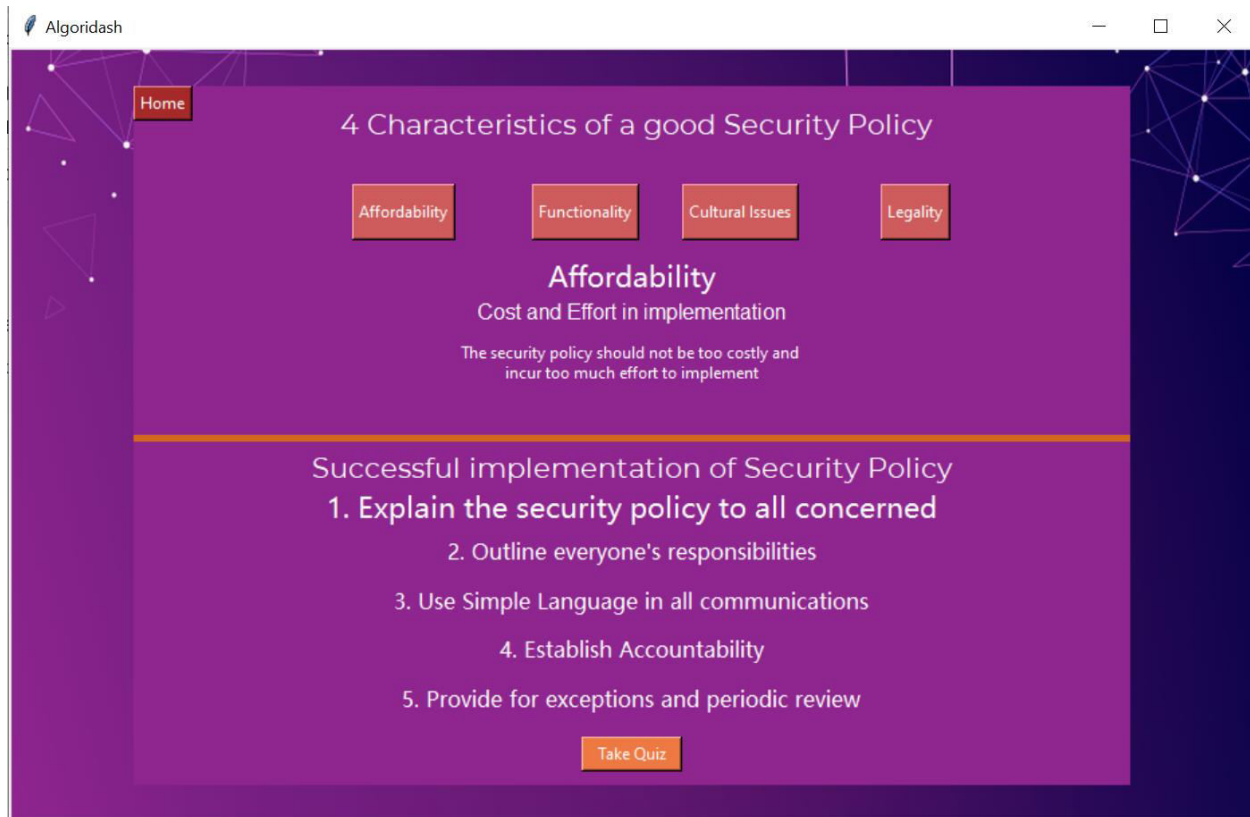 Algoridash
Home
4 Characteristics of a good Security Policy
Affordability
Functionality
Cultural Issues
Legality
Affordability
Cost and Effort in implementation
The security policy should not be too costly and
incur too much effort to implement
Successful implementation of Security Policy
1. Explain the security policy to all concerned
2. Outline everyone's responsibilities
3. Use Simple Language in all communications
4. Establish Accountability
5. Provide for exceptions and periodic review
Take Quiz